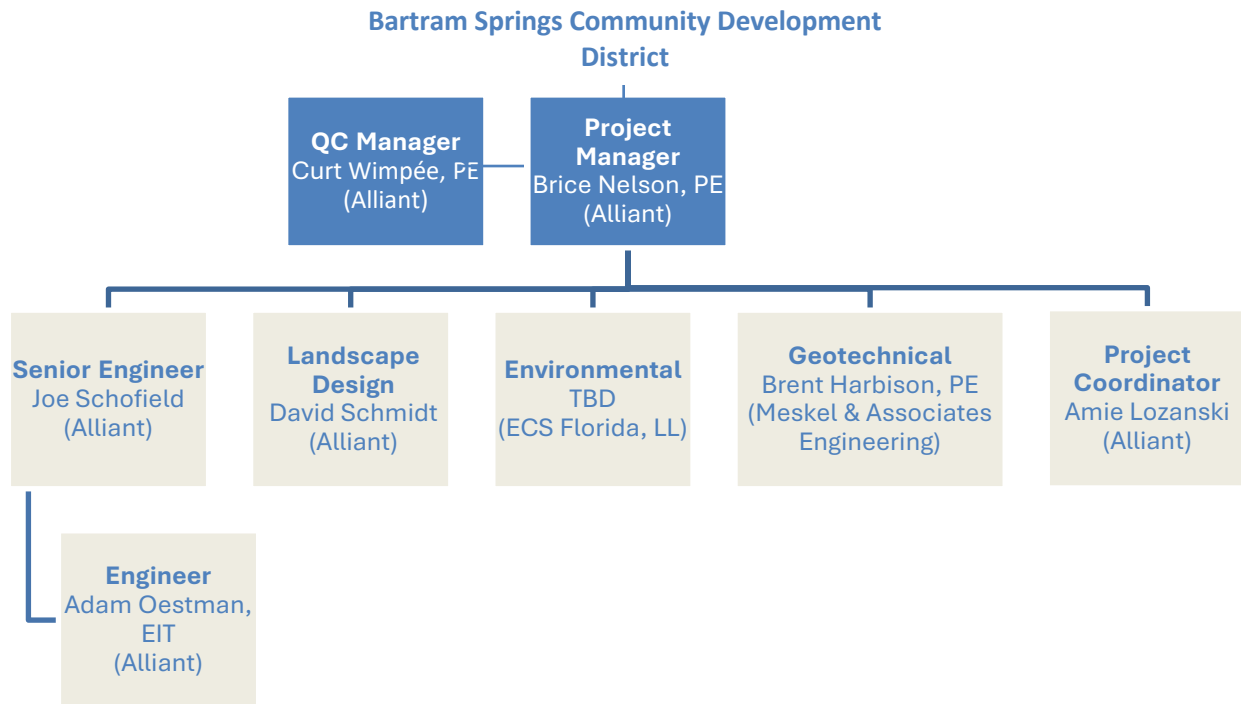 Bartram Springs Community Development
District
QC Manager
Curt Wimpée, PE
(Alliant)
Project
Manager
Brice Nelson, PE
(Alliant)
Senior Engineer
Joe Schofield
(Alliant)
Landscape
Design
David Schmidt
(Alliant)
Environmental
TBD
(ECS Florida, LL)
Geotechnical
Brent Harbison, PE
(Meskel & Associates
Engineering)
Project
Coordinator
Amie Lozanski
(Alliant)
Engineer
Adam Oestman,
EIT
(Alliant)